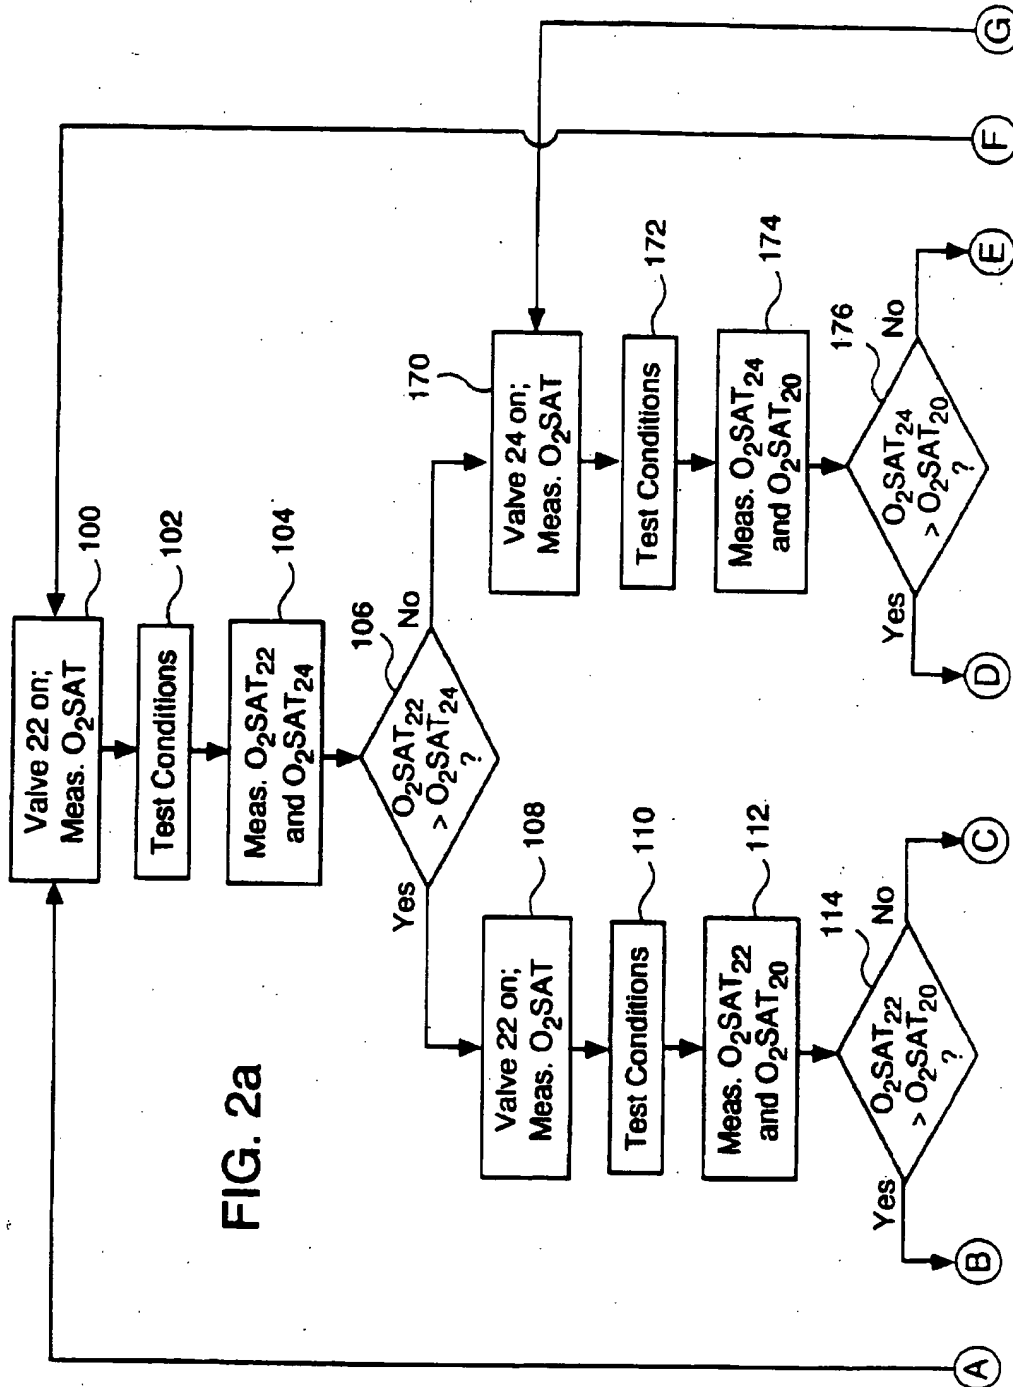 FIG. 2a
Valve 22 on;
Meas. O₂SAT
100
Test Conditions
102
Meas. O₂SAT₂₂
and O₂SAT₂₄
104
O₂SAT₂₂
> O₂SAT₂₄
?
106
Yes
No
Valve 22 on;
Meas. O₂SAT
108
Test Conditions
110
Meas. O₂SAT₂₂
and O₂SAT₂₀
112
O₂SAT₂₂
> O₂SAT₂₀
?
114
Yes
No
Valve 24 on;
Meas. O₂SAT
170
Test Conditions
172
Meas. O₂SAT₂₄
and O₂SAT₂₀
174
O₂SAT₂₄
> O₂SAT₂₀
?
176
Yes
No
A
B
C
D
E
F
G